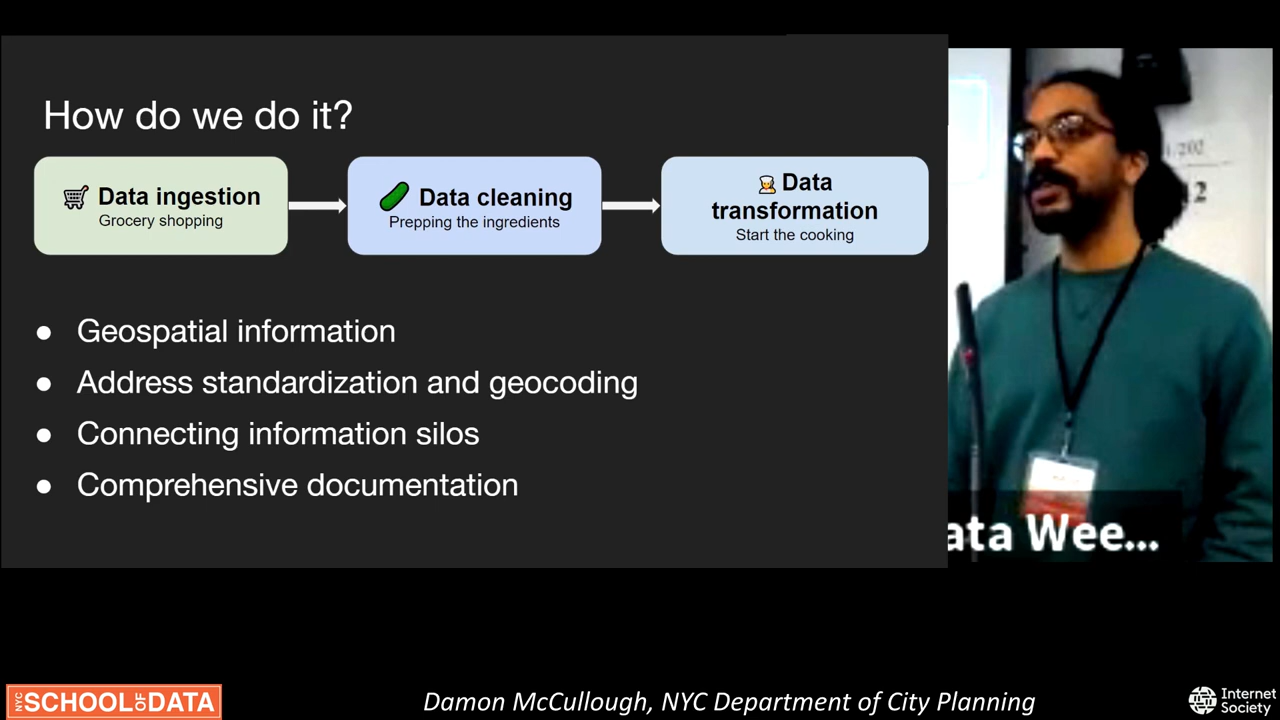 How do we do it?
Data ingestion
Grocery shopping
Data cleaning
Prepping the ingredients
Data
transformation
Start the cooking
● Geospatial information
● Address standardization and geocoding
● Connecting information silos
● Comprehensive documentation
ata Wee...
NYC SCHOOL OF DATA
Damon McCullough, NYC Department of City Planning
Internet
Society